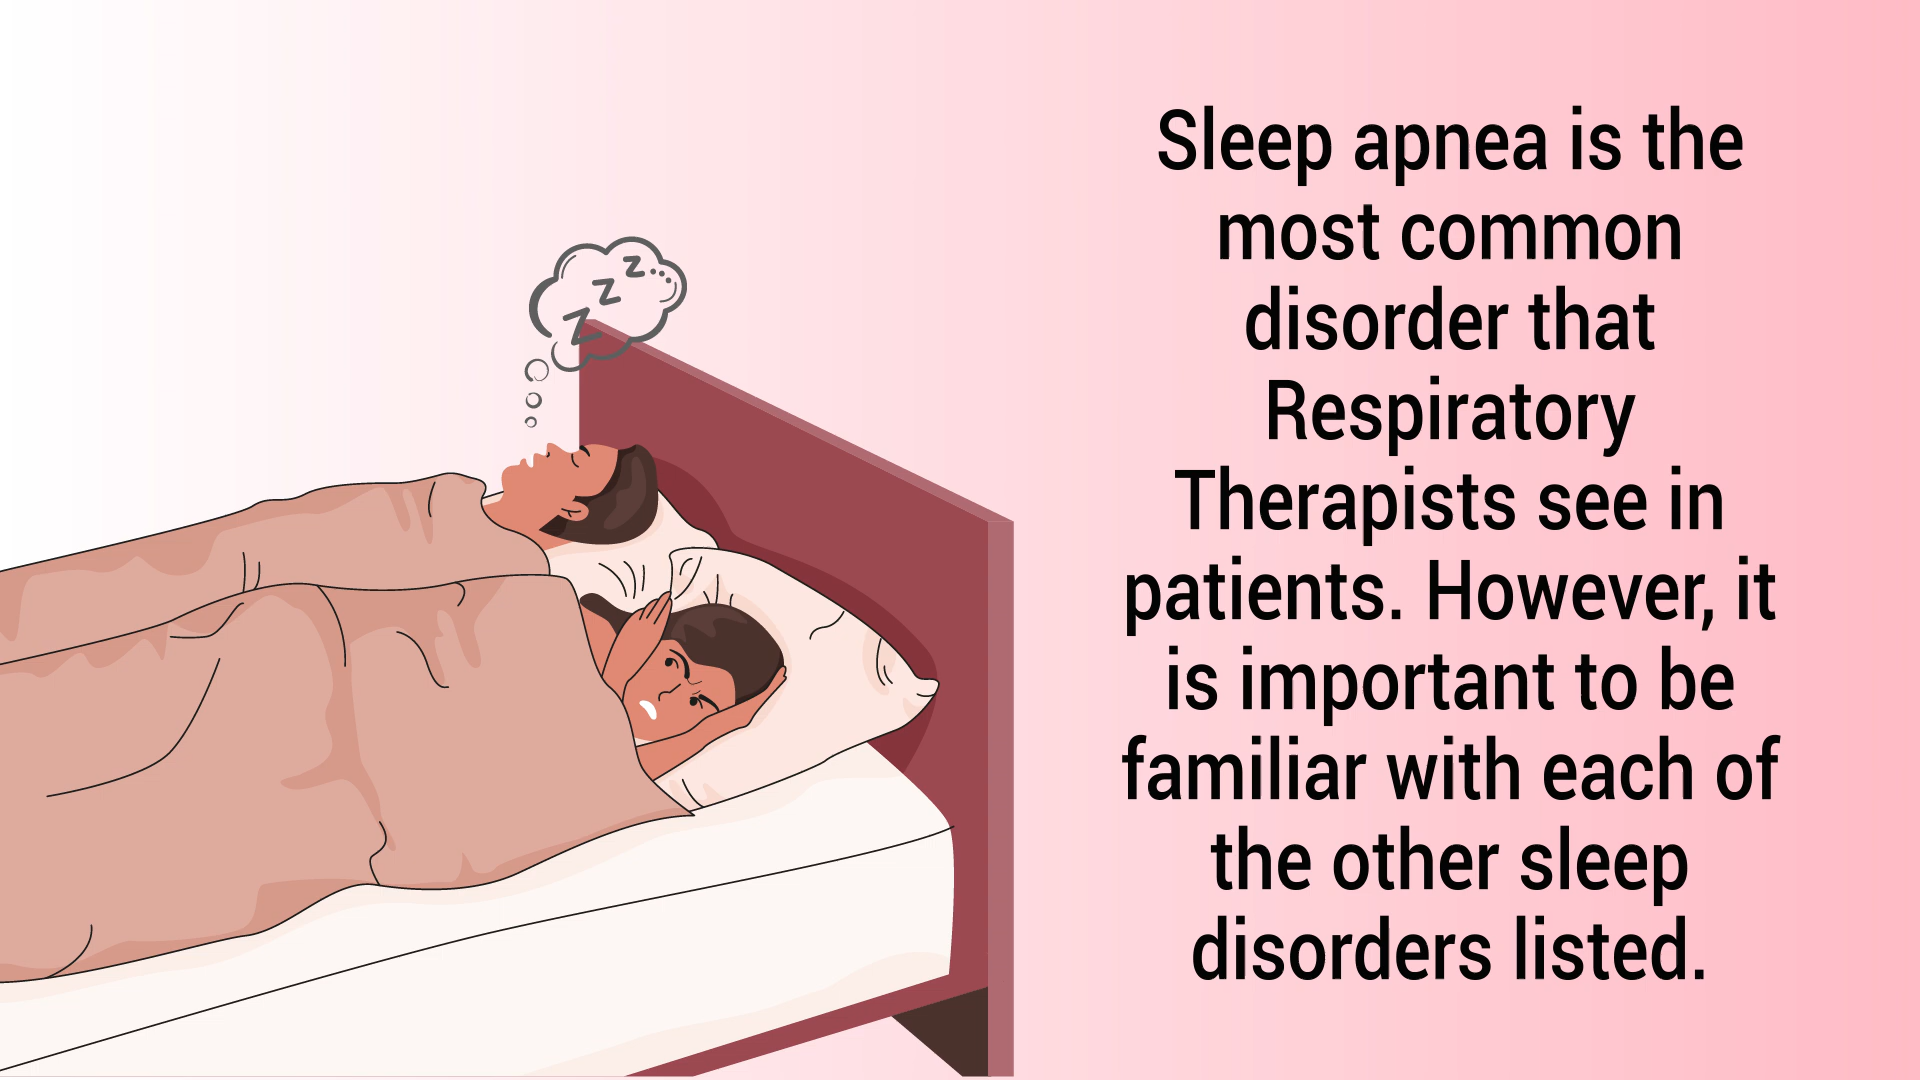 z
z
z
Sleep apnea is the
most common
disorder that
Respiratory
Therapists see in
patients. However, it
is important to be
familiar with each of
the other sleep
disorders listed.